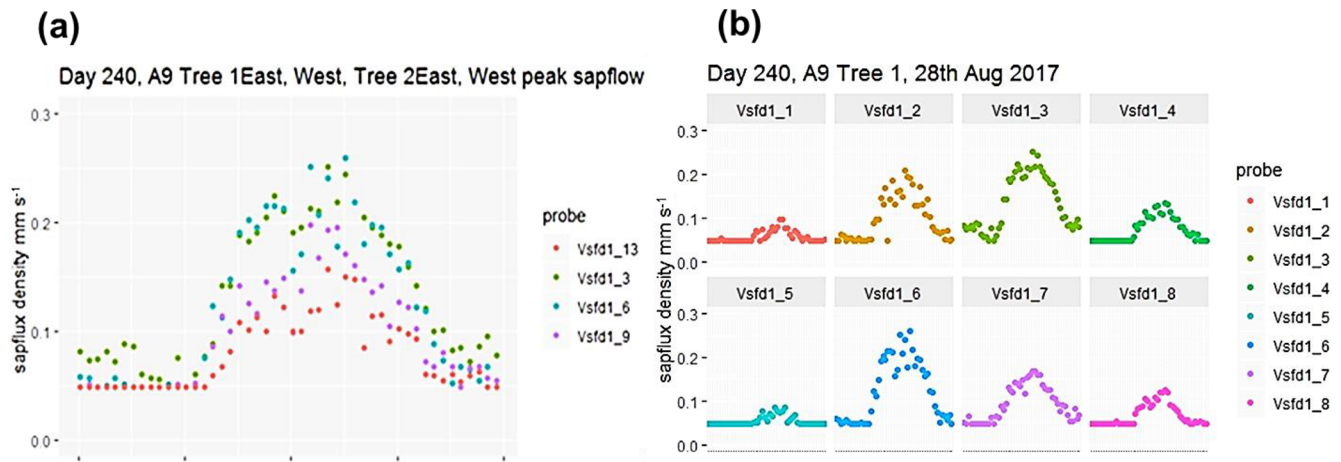 (a)
Day 240, A9 Tree 1East, West, Tree 2East, West peak sapflow
sapflux density mm s⁻¹
0.3
0.2
0.1
0.0
probe
Vsfd1_13
Vsfd1_3
Vsfd1_6
Vsfd1_9
(b)
Day 240, A9 Tree 1, 28th Aug 2017
sapflux density mm s⁻¹
Vsfd1_1 Vsfd1_2 Vsfd1_3 Vsfd1_4
0.3
0.2
0.1
0.0
Vsfd1_5 Vsfd1_6 Vsfd1_7 Vsfd1_8
0.3
0.2
0.1
0.0
probe
Vsfd1_1
Vsfd1_2
Vsfd1_3
Vsfd1_4
Vsfd1_5
Vsfd1_6
Vsfd1_7
Vsfd1_8